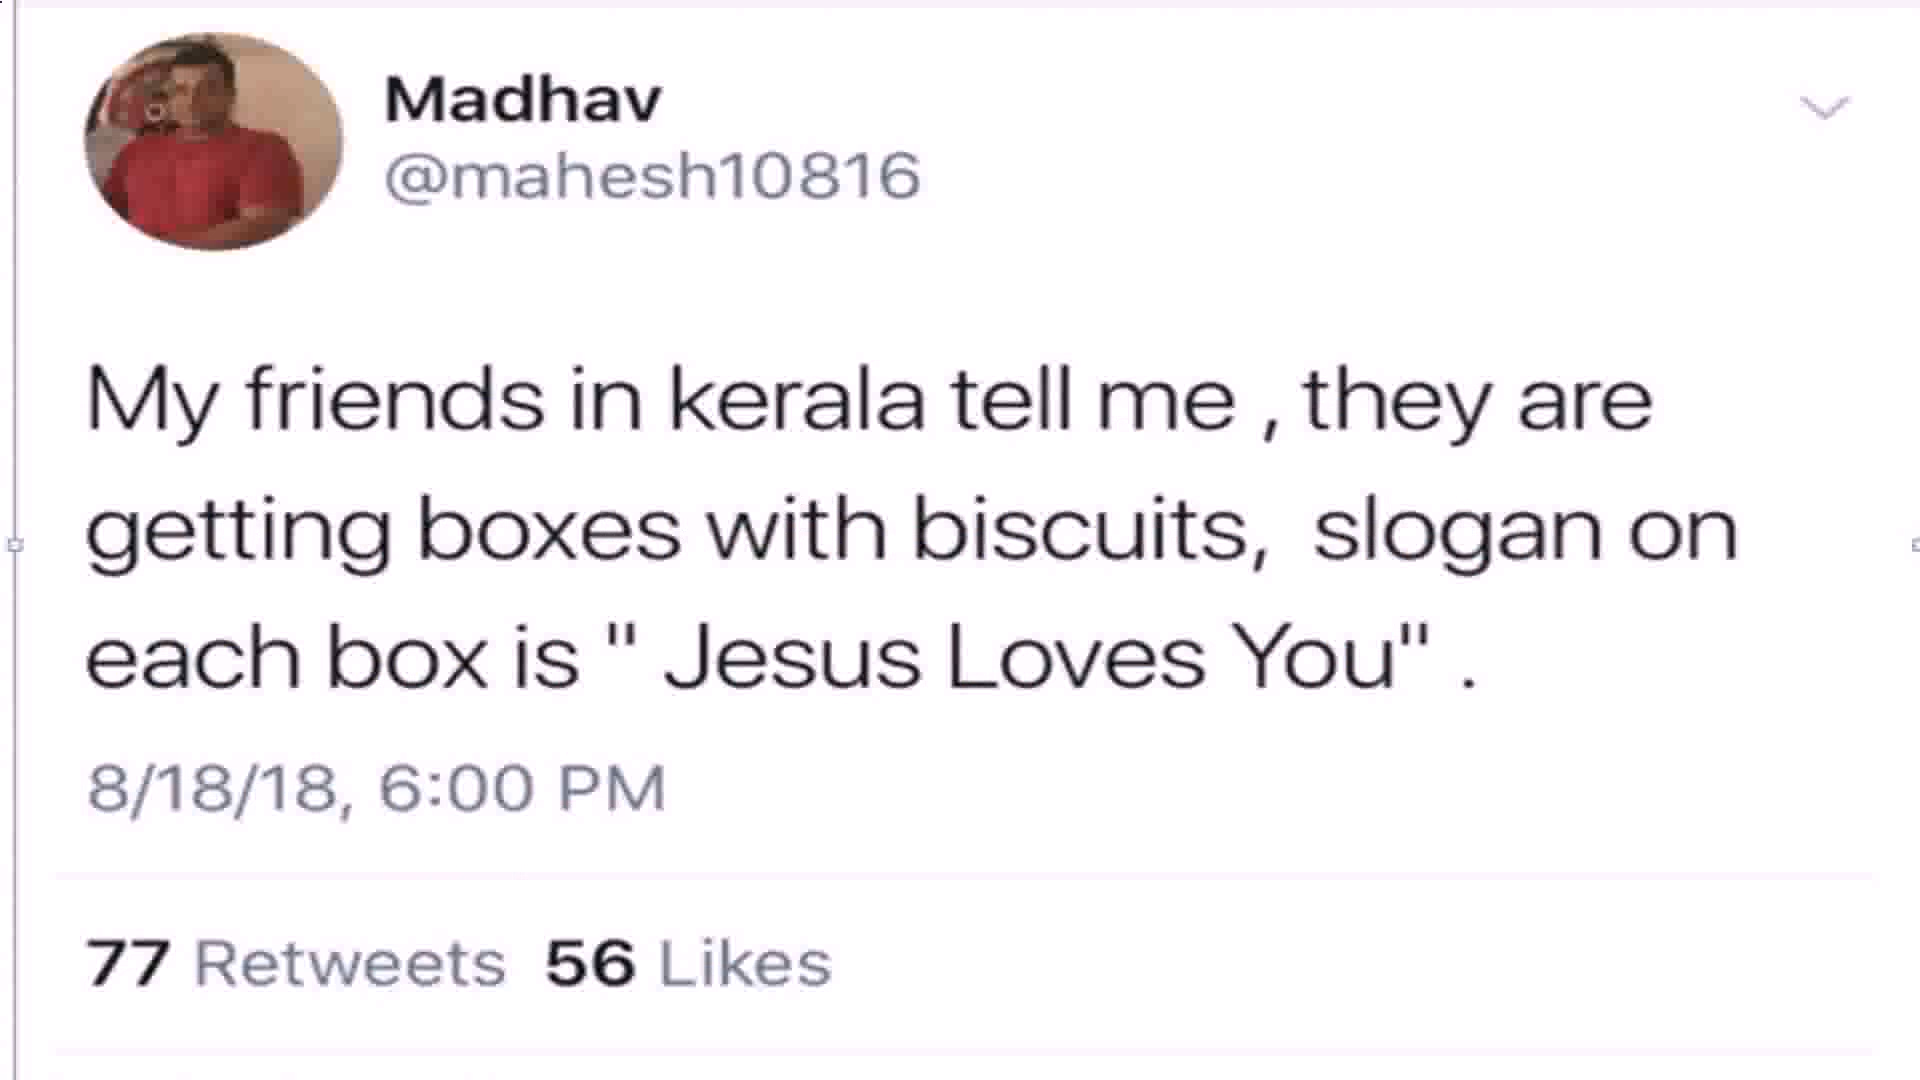 Madhav
@mahesh10816
My friends in kerala tell me , they are
getting boxes with biscuits,  slogan on
each box is " Jesus Loves You" .
8/18/18, 6:00 PM
77 Retweets 56 Likes